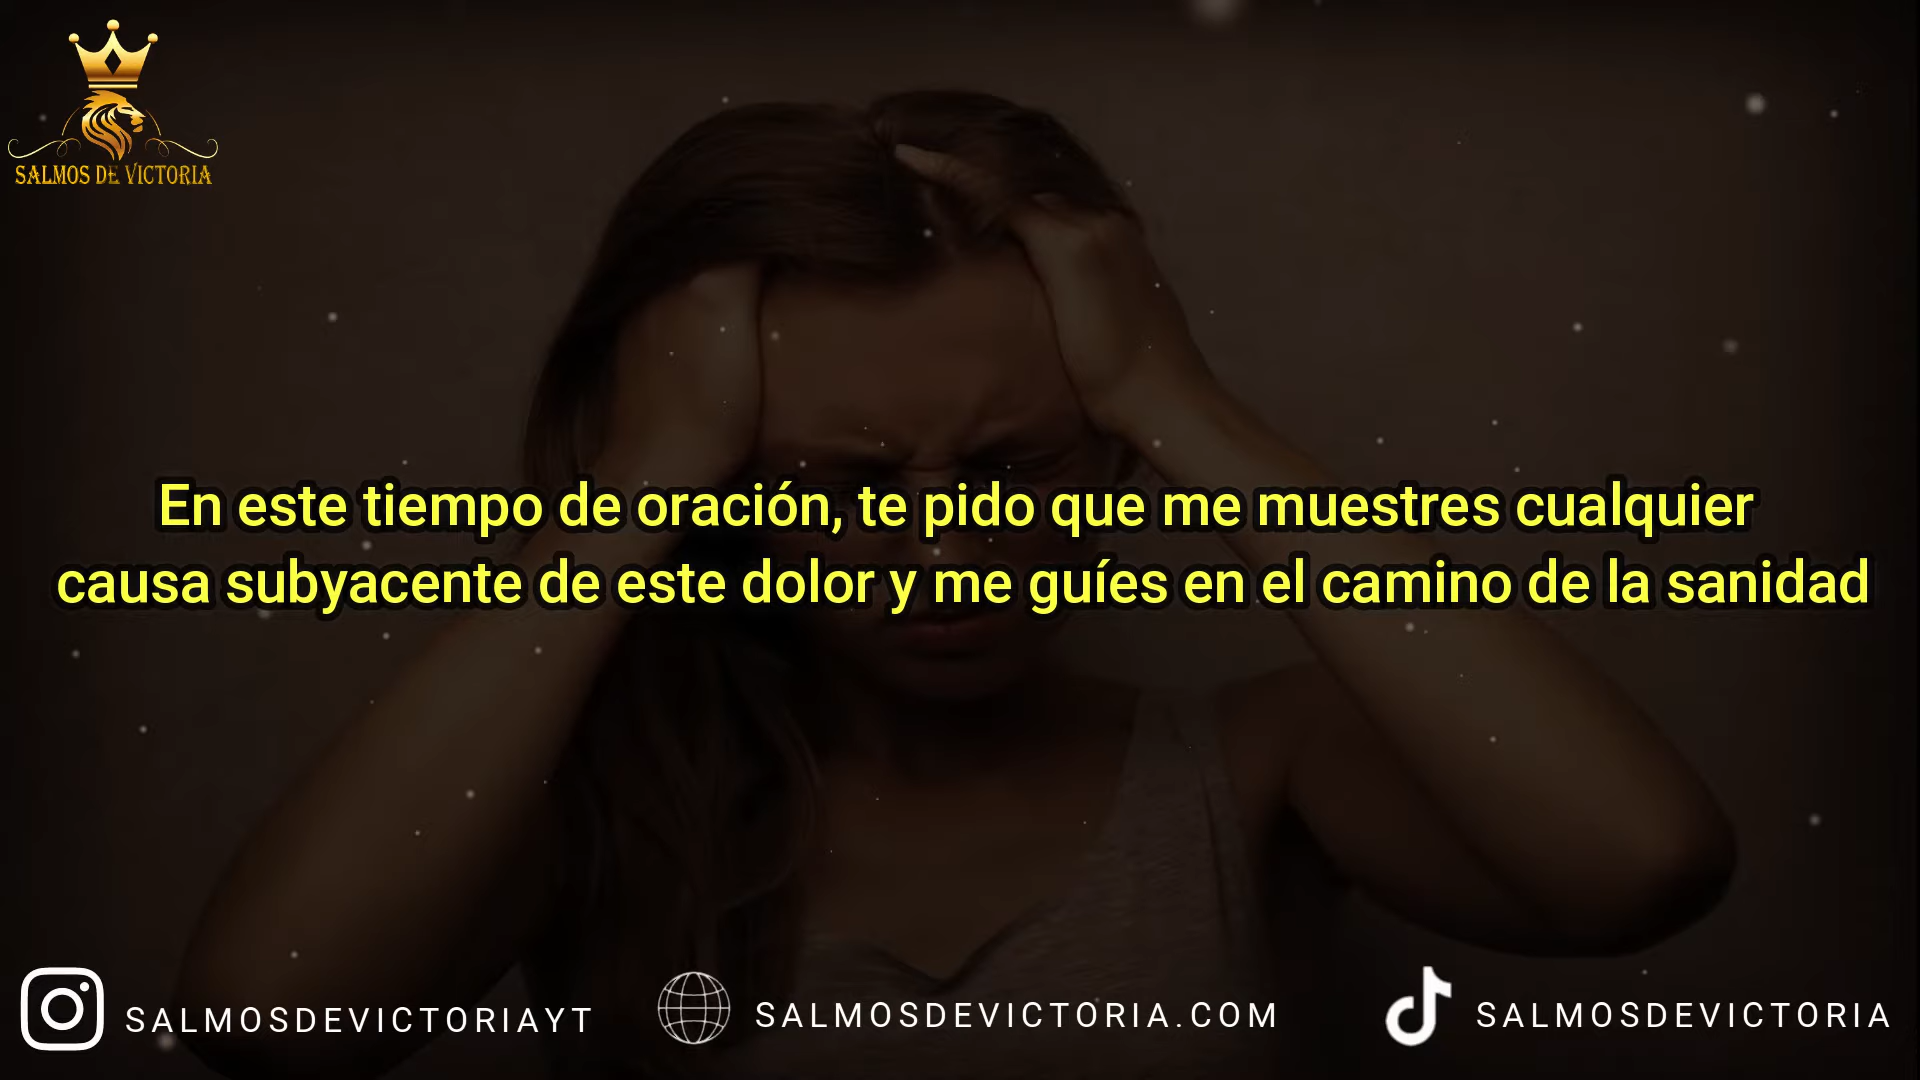 SALMOS DE VICTORIA
En este tiempo de oración, te pido que me muestres cualquier
causa subyacente de este dolor y me guíes en el camino de la sanidad
SALMOSDEVICTORIAYT
SALMOSDEVICTORIA.COM
SALMOSDEVICTORIA